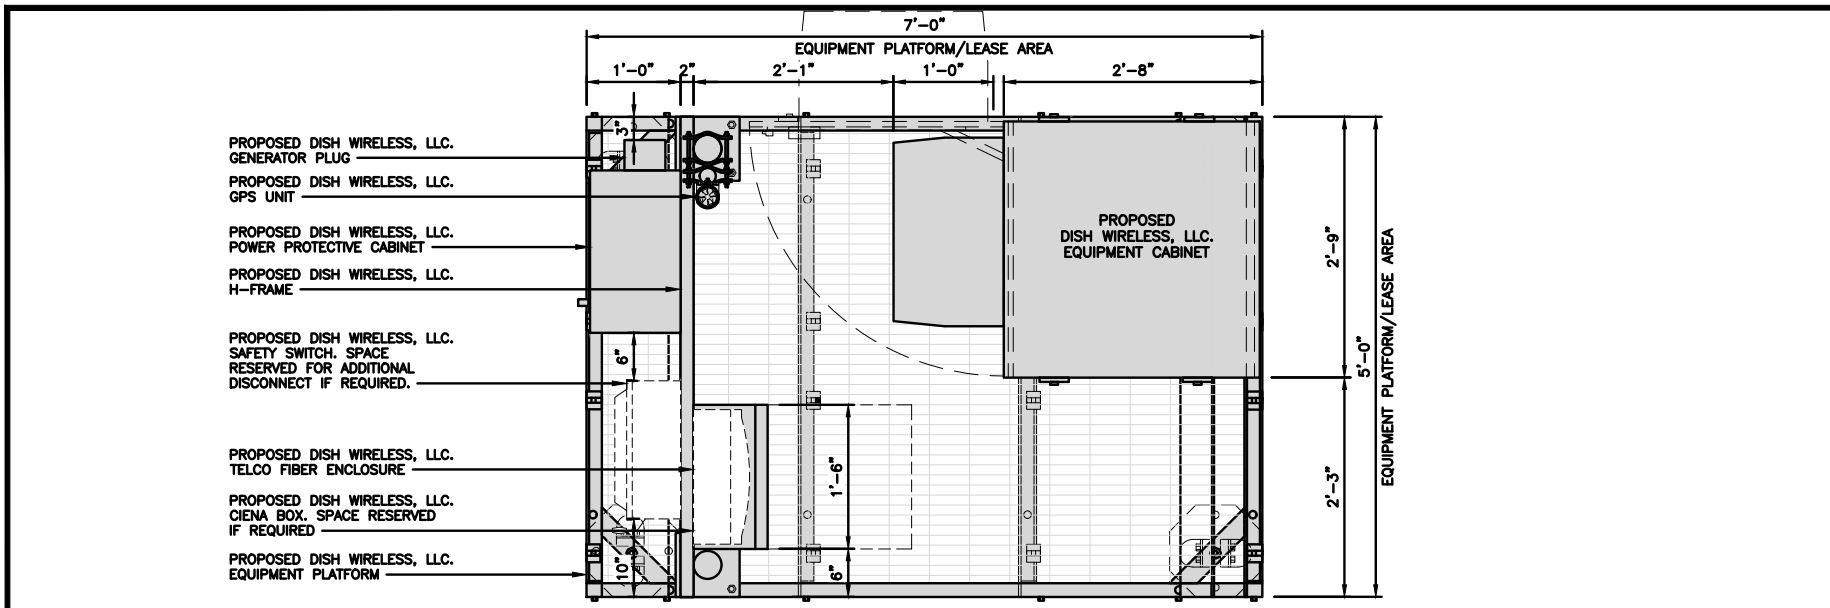 7'-0"
EQUIPMENT PLATFORM/LEASE AREA
1'-0"
2"
2'-1"
1'-0"
2'-8"
3"
PROPOSED DISH WIRELESS, LLC.
GENERATOR PLUG
PROPOSED DISH WIRELESS, LLC.
GPS UNIT
PROPOSED DISH WIRELESS, LLC.
POWER PROTECTIVE CABINET
PROPOSED DISH WIRELESS, LLC.
H-FRAME
PROPOSED DISH WIRELESS, LLC.
SAFETY SWITCH. SPACE
RESERVED FOR ADDITIONAL
DISCONNECT IF REQUIRED.
PROPOSED DISH WIRELESS, LLC.
TELCO FIBER ENCLOSURE
PROPOSED DISH WIRELESS, LLC.
CIENA BOX. SPACE RESERVED
IF REQUIRED
PROPOSED DISH WIRELESS, LLC.
EQUIPMENT PLATFORM
6"
10"
1'-6"
6"
PROPOSED
DISH WIRELESS, LLC.
EQUIPMENT CABINET
2'-9"
2'-3"
5'-0"
EQUIPMENT PLATFORM/LEASE AREA